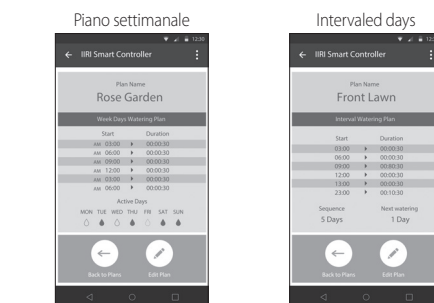 Piano settimanale
12:30
IIRI Smart Controller
Plan Name
Rose Garden
Week Days Watering Plan
Start Duration
AM 03:00 00:00:30
AM 06:00 00:00:30
AM 09:00 00:00:30
AM 12:00 00:00:30
AM 03:00 00:00:30
AM 06:00 00:00:30
Active Days
MON TUE WED THU FRI SAT SUN
Back to Plans Edit Plan
Intervaled days
IIRI Smart Controller
Plan Name
Front Lawn
Interval Watering Plan
Start Duration
03:00 00:00:30
06:00 00:00:30
09:00 00:00:30
12:00 00:00:30
13:00 00:00:30
23:00 00:10:30
Sequence Next watering
5 Days 1 Day
Back to Plans Edit Plan